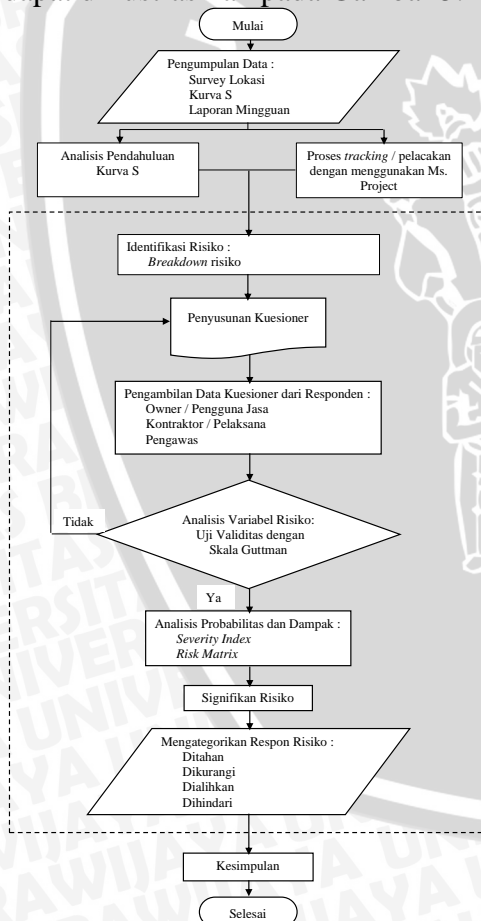 Mulai
Pengumpulan Data :
Survey Lokasi
Kurva S
Laporan Mingguan
Analisis Pendahuluan
Kurva S
Proses tracking / pelacakan
dengan menggunakan Ms.
Project
Identifikasi Risiko :
Breakdown risiko
Penyusunan Kuesioner
Pengambilan Data Kuesioner dari Responden :
Owner / Pengguna Jasa
Kontraktor / Pelaksana
Pengawas
Tidak
Analisis Variabel Risiko:
Uji Validitas dengan
Skala Guttman
Ya
Analisis Probabilitas dan Dampak :
Severity Index
Risk Matrix
Signifikan Risiko
Mengategorikan Respon Risiko :
Ditahan
Dikurangi
Dialihkan
Dihindari
Kesimpulan
Selesai